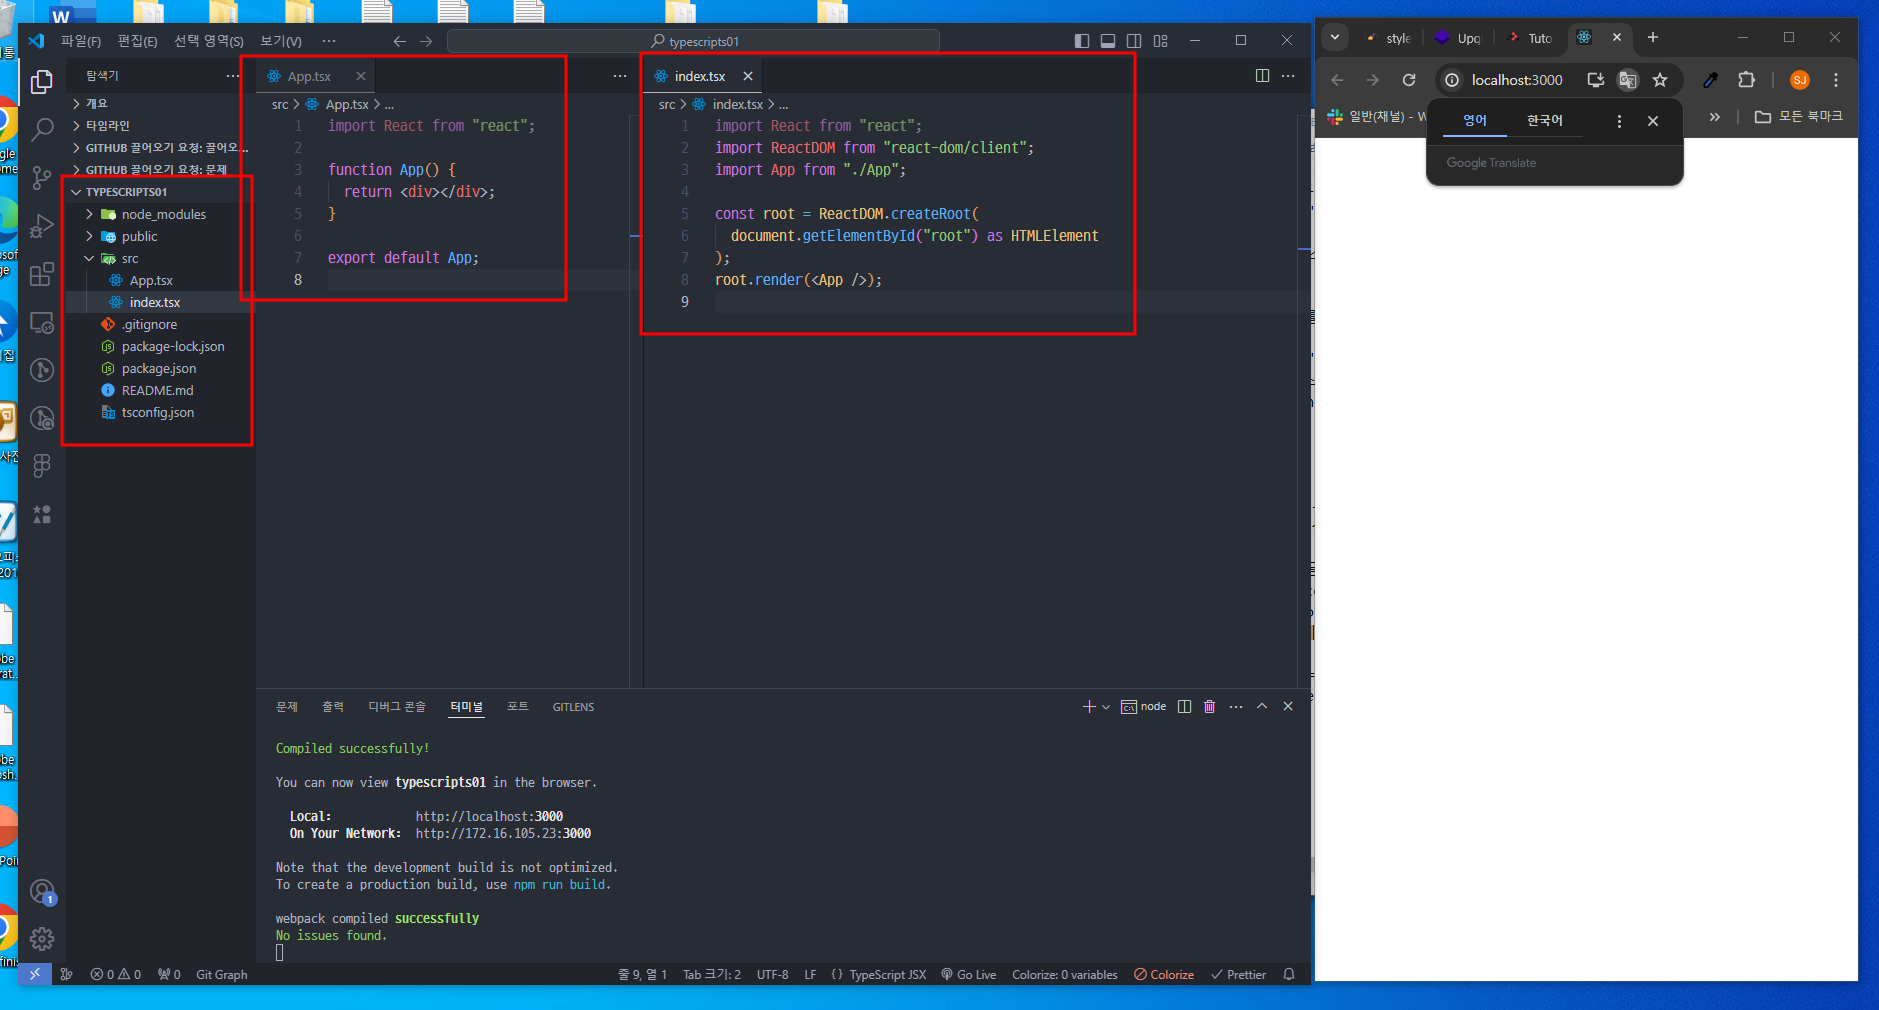 파일(F) 편집(E) 선택 영역(S) 보기(V) ··· typescripts01
탐색기 ···
개요
타임라인
GITHUB 끌어오기 요청: 끌어오...
GITHUB 끌어오기 요청: 문제
TYPESCRIPTS01
node_modules
public
src
App.tsx
index.tsx
.gitignore
package-lock.json
package.json
README.md
tsconfig.json
App.tsx
src > App.tsx > ...
1 import React from "react";
2
3 function App() {
4 return <div></div>;
5 }
6
7 export default App;
8
index.tsx
src > index.tsx > ...
1 import React from "react";
2 import ReactDOM from "react-dom/client";
3 import App from "./App";
4
5 const root = ReactDOM.createRoot(
6 document.getElementById("root") as HTMLElement
7 );
8 root.render(<App />);
9
문제 출력 디버그 콘솔 터미널 포트 GITLENS
node
Compiled successfully!
You can now view typescripts01 in the browser.
Local: http://localhost:3000
On Your Network: http://172.16.105.23:3000
Note that the development build is not optimized.
To create a production build, use npm run build.
webpack compiled successfully
No issues found.
1
0 0 0 Git Graph
줄 9, 열 1 Tab 크기: 2 UTF-8 LF {} TypeScript JSX Go Live Colorize: 0 variables Colorize Prettier
style Upq Tuto
localhost:3000 SJ
일반(채널) - W » 모든 북마크
영어 한국어
Google Translate